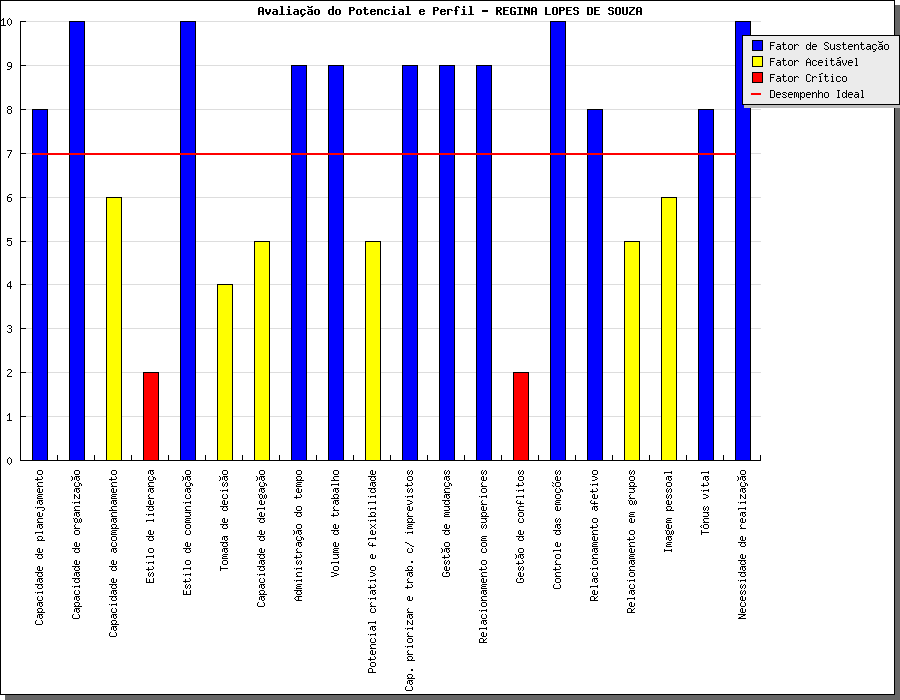 Avaliação do Potencial e Perfil - REGINA LOPES DE SOUZA
10
9
8
7
6
5
4
3
2
1
0
Fator de Sustentação
Fator Aceitável
Fator Crítico
Desempenho Ideal
Capacidade de planejamento
Capacidade de organização
Capacidade de acompanhamento
Estilo de liderança
Estilo de comunicação
Tomada de decisão
Capacidade de delegação
Administração do tempo
Volume de trabalho
Potencial criativo e flexibilidade
Cap. priorizar e trab. c/ imprevistos
Gestão de mudanças
Relacionamento com superiores
Gestão de conflitos
Controle das emoções
Relacionamento afetivo
Relacionamento em grupos
Imagem pessoal
Tônus vital
Necessidade de realização